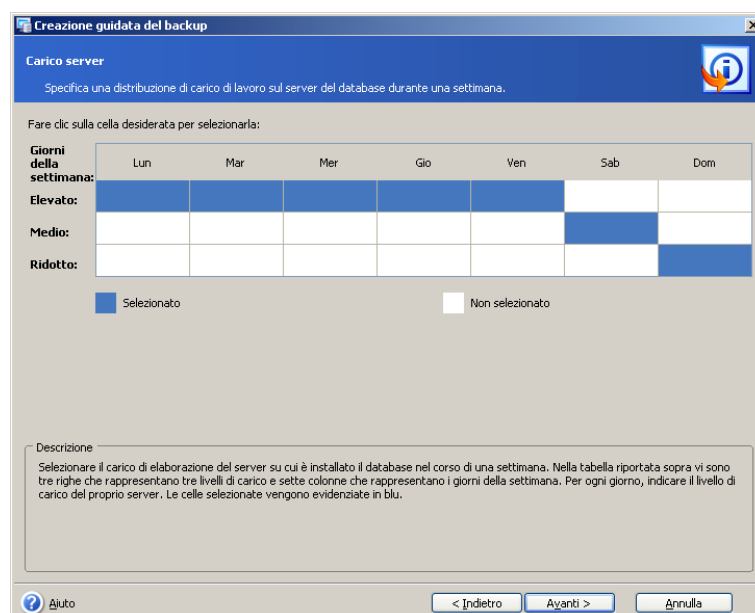 Creazione guidata del backup
Carico server
Specifica una distribuzione di carico di lavoro sul server del database durante una settimana.
Fare clic sulla cella desiderata per selezionarla:
Giorni
della
settimana:
Lun Mar Mer Gio Ven Sab Dom
Elevato:
Medio:
Ridotto:
Selezionato Non selezionato
Descrizione
Selezionare il carico di elaborazione del server su cui è installato il database nel corso di una settimana. Nella tabella riportata sopra vi sono
tre righe che rappresentano tre livelli di carico e sette colonne che rappresentano i giorni della settimana. Per ogni giorno, indicare il livello di
carico del proprio server. Le celle selezionate vengono evidenziate in blu.
Aiuto < Indietro Avanti > Annulla